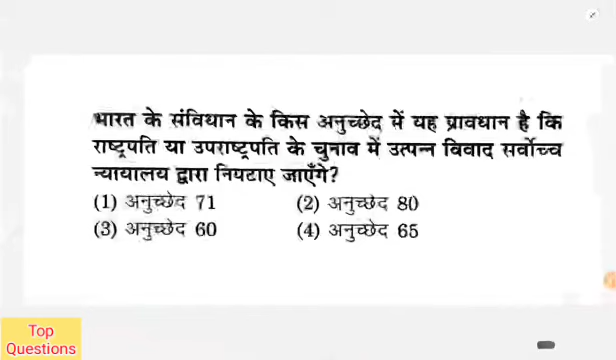 भारत के संविधान के किस अनुच्छेद में यह प्रावधान है कि
राष्ट्रपति या उपराष्ट्रपति के चुनाव में उत्पन्न विवाद सर्वोच्च
न्यायालय द्वारा निपटाए जाएँगे?
(1) अनुच्छेद 71 (2) अनुच्छेद 80
(3) अनुच्छेद 60 (4) अनुच्छेद 65
Top
Questions